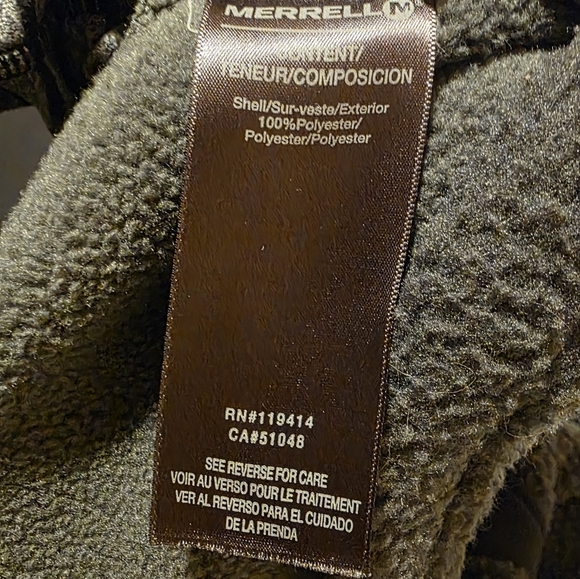 MERRELL M
CONTENT/
TENEUR/COMPOSICION
Shell/Sur-veste/Exterior
100%Polyester/
Polyester/Polyester
RN#119414
CA#51048
SEE REVERSE FOR CARE
VOIR AU VERSO POUR LE TRAITEMENT
VER AL REVERSO PARA EL CUIDADO
DE LA PRENDA